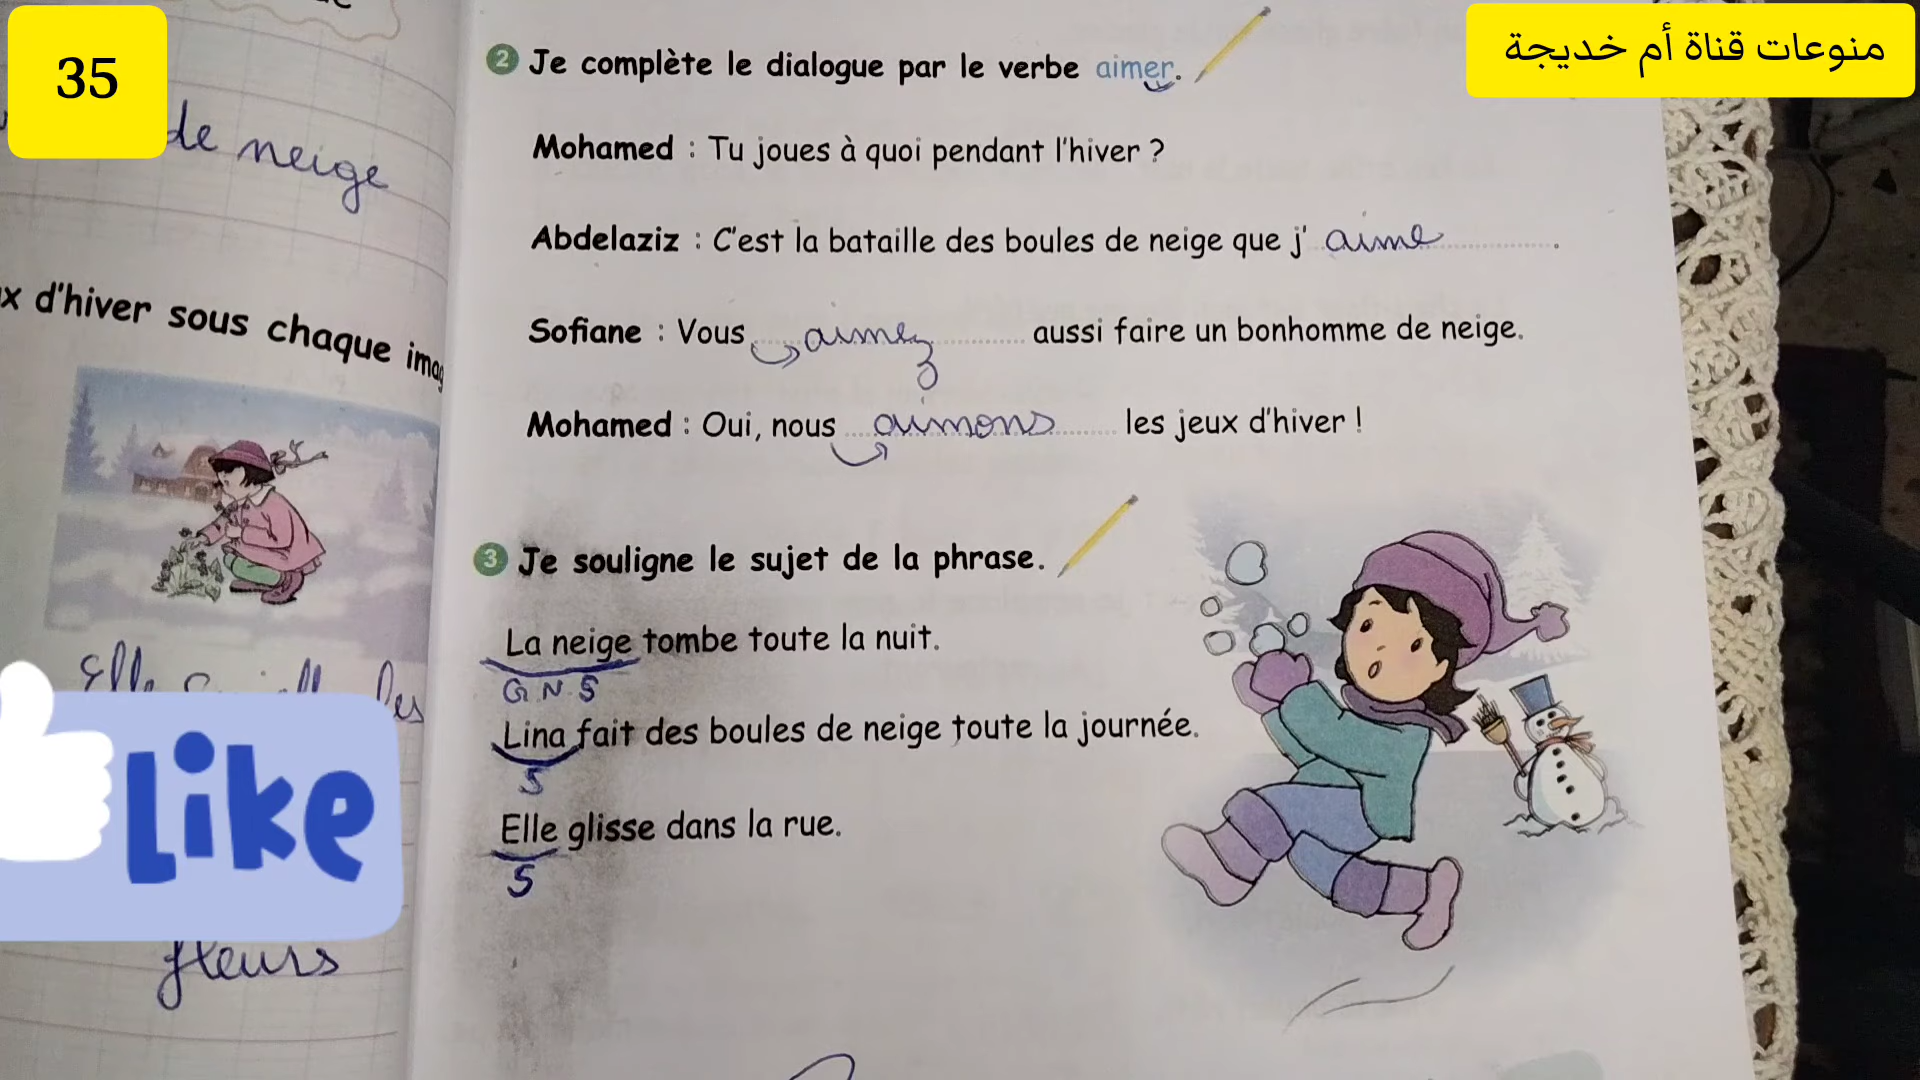 35
منوعات قناة أم خديجة
de neige
x d'hiver sous chaque imag
Elle les
Like
fleurs
2 Je complète le dialogue par le verbe aimer.
Mohamed : Tu joues à quoi pendant l'hiver ?
Abdelaziz : C'est la bataille des boules de neige que j' aime .
Sofiane : Vous aimez aussi faire un bonhomme de neige.
Mohamed : Oui, nous aimons les jeux d'hiver !
3 Je souligne le sujet de la phrase.
La neige tombe toute la nuit.
G N S
Lina fait des boules de neige toute la journée.
S
Elle glisse dans la rue.
S